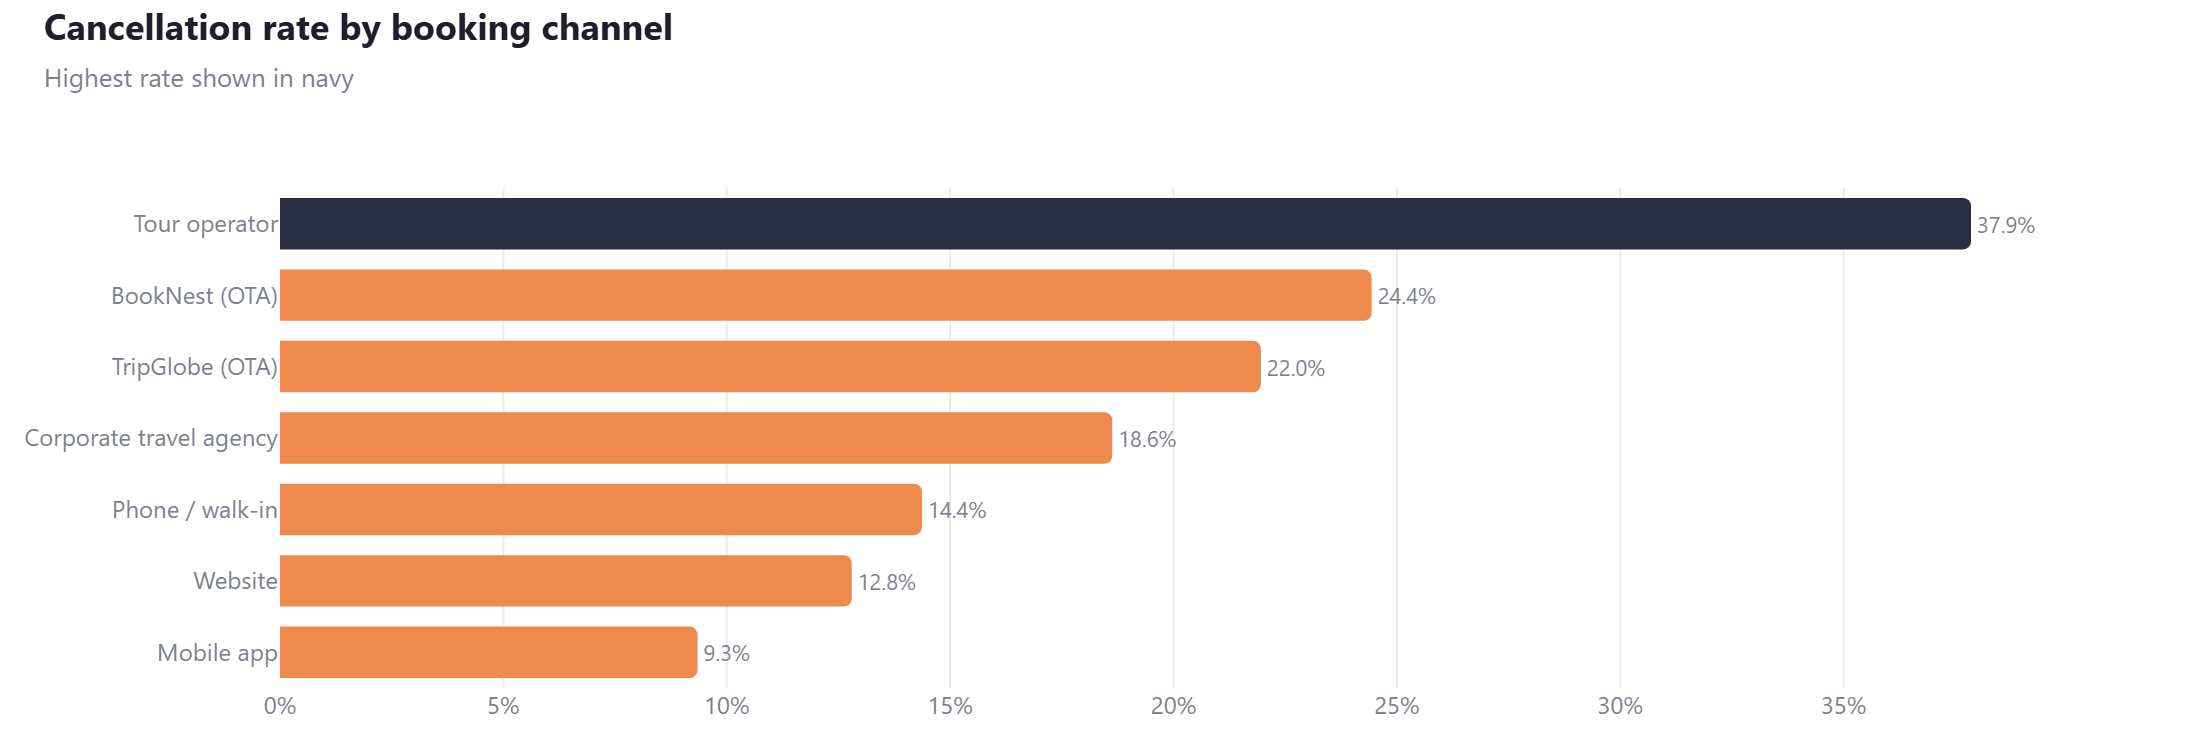 Cancellation rate by booking channel
Highest rate shown in navy
Tour operator 37.9%
BookNest (OTA) 24.4%
TripGlobe (OTA) 22.0%
Corporate travel agency 18.6%
Phone / walk-in 14.4%
Website 12.8%
Mobile app 9.3%
0% 5% 10% 15% 20% 25% 30% 35%